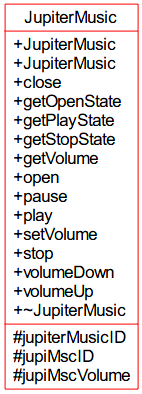 JupiterMusic
+JupiterMusic
+JupiterMusic
+close
+getOpenState
+getPlayState
+getStopState
+getVolume
+open
+pause
+play
+setVolume
+stop
+volumeDown
+volumeUp
+~JupiterMusic
#jupiterMusicID
#jupiMscID
#jupiMscVolume